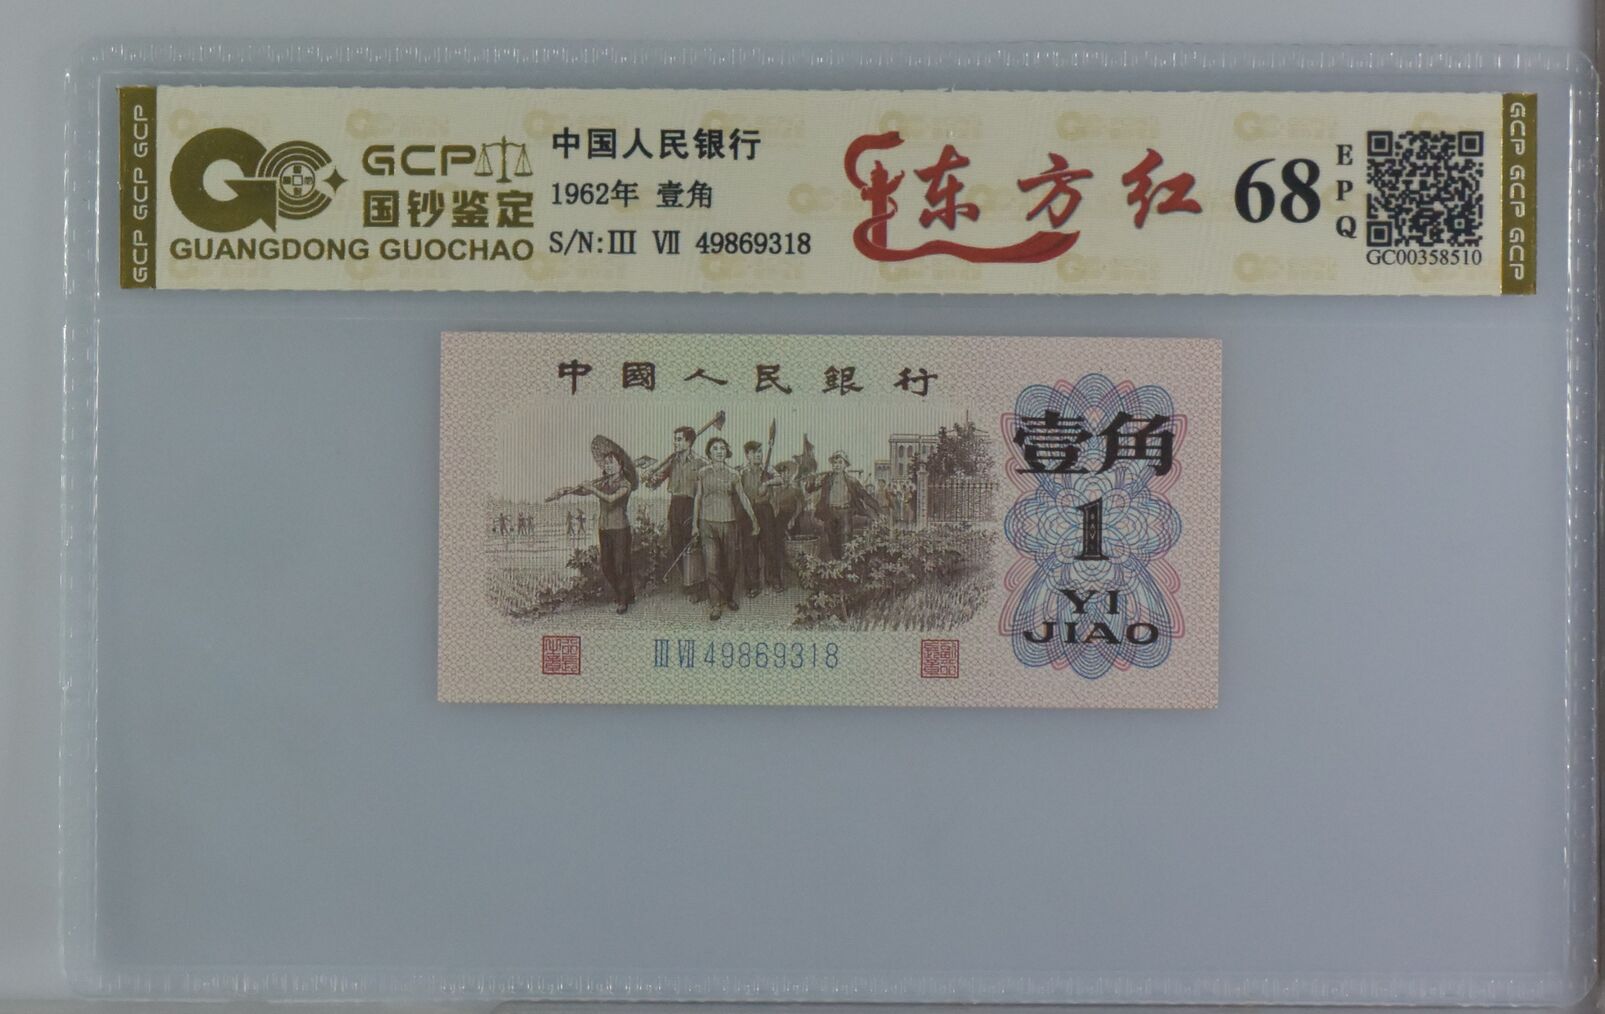 GCP GCP GCP
GCP
国钞鉴定
GUANGDONG GUOCHAO
中国人民银行
1962年 壹角
S/N:III VII 49869318
东方红
68
EPQ
GC00358510
GCP GCP GCP
中國人民銀行
壹角
1
YI
JIAO
III VII 49869318